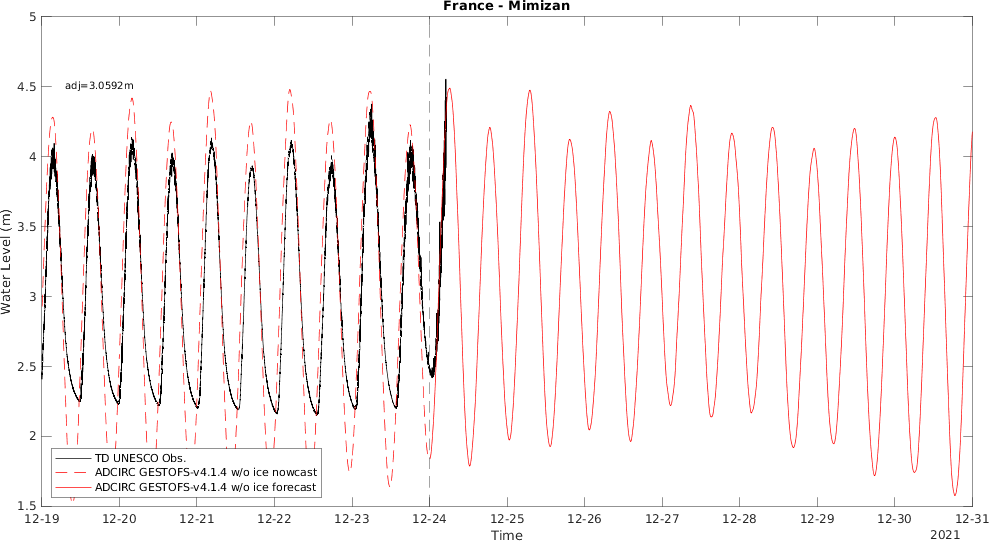 France - Mimizan
5
4.5
4
3.5
3
2.5
2
1.5
Water Level (m)
adj=3.0592m
TD UNESCO Obs.
ADCIRC GESTOFS-v4.1.4 w/o ice nowcast
ADCIRC GESTOFS-v4.1.4 w/o ice forecast
12-19 12-20 12-21 12-22 12-23 12-24 12-25 12-26 12-27 12-28 12-29 12-30 12-31
Time
2021